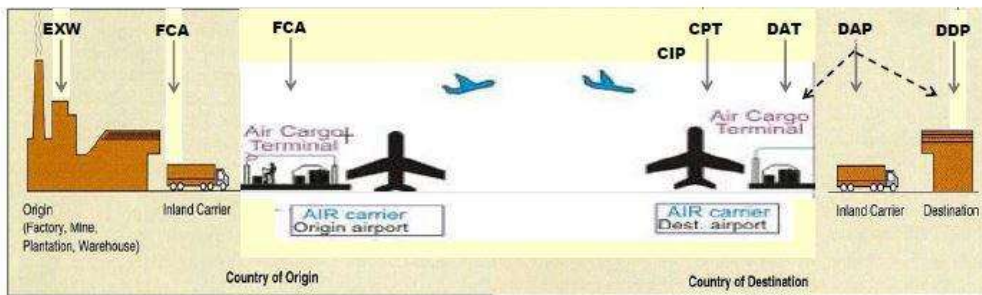 EXW
FCA
FCA
CPT
DAT
DAP
DDP
CIP
Air Cargo
Terminal
Air Cargo
Terminal
Origin
(Factory, Mine,
Plantation, Warehouse)
Inland Carrier
AIR carrier
Origin airport
AIR carrier
Dest. airport
Inland Carrier
Destination
Country of Origin
Country of Destination